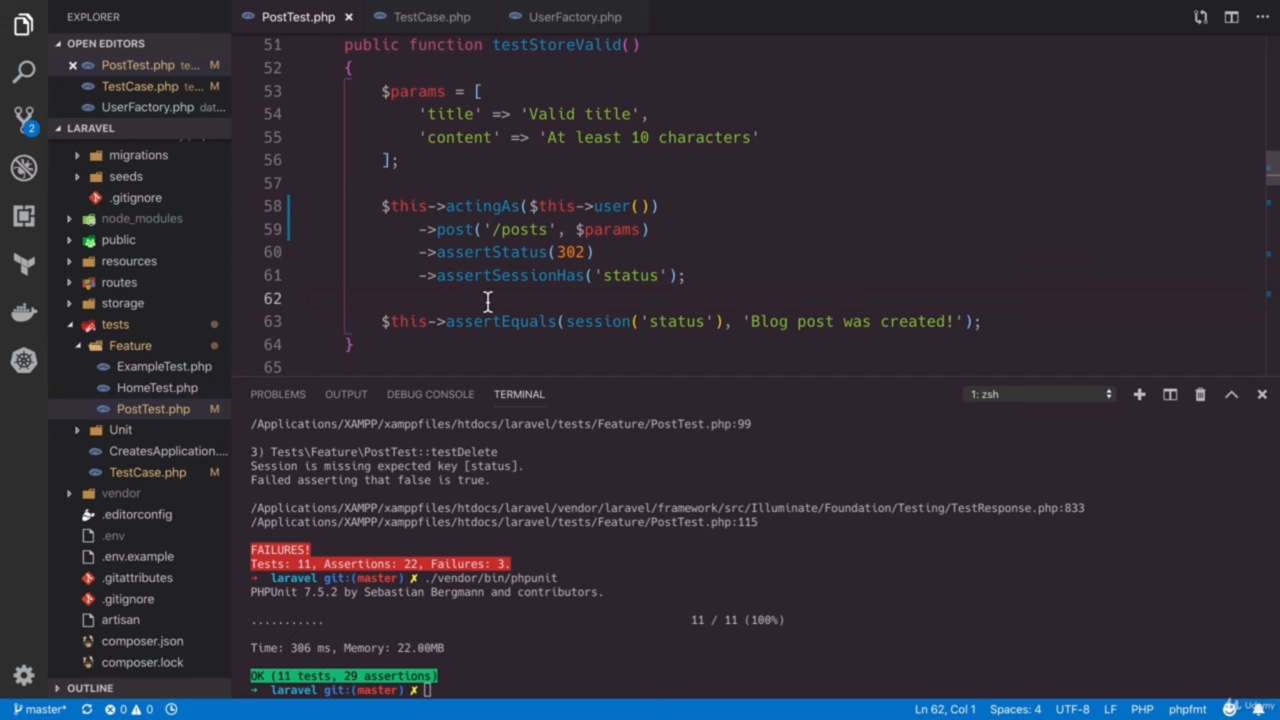 EXPLORER
PostTest.php
TestCase.php
UserFactory.php
OPEN EDITORS
PostTest.php te... M
TestCase.php te... M
UserFactory.php dat...
LARAVEL
migrations
seeds
.gitignore
node_modules
public
resources
routes
storage
tests
Feature
ExampleTest.php
HomeTest.php
PostTest.php M
Unit
CreatesApplication....
TestCase.php M
vendor
.editorconfig
.env
.env.example
.gitattributes
.gitignore
artisan
composer.json
composer.lock
OUTLINE
2
51 public function testStoreValid()
52 {
53 $params = [
54 'title' => 'Valid title',
55 'content' => 'At least 10 characters'
56 ];
57
58 $this->actingAs($this->user())
59 ->post('/posts', $params)
60 ->assertStatus(302)
61 ->assertSessionHas('status');
62
63 $this->assertEquals(session('status'), 'Blog post was created!');
64 }
65
PROBLEMS OUTPUT DEBUG CONSOLE TERMINAL 1: zsh
/Applications/XAMPP/xamppfiles/htdocs/laravel/tests/Feature/PostTest.php:99
3) Tests\Feature\PostTest::testDelete
Session is missing expected key [status].
Failed asserting that false is true.
/Applications/XAMPP/xamppfiles/htdocs/laravel/vendor/laravel/framework/src/Illuminate/Foundation/Testing/TestResponse.php:833
/Applications/XAMPP/xamppfiles/htdocs/laravel/tests/Feature/PostTest.php:115
FAILURES!
Tests: 11, Assertions: 22, Failures: 3.
➜ laravel git:(master) ✗ ./vendor/bin/phpunit
PHPUnit 7.5.2 by Sebastian Bergmann and contributors.
........... 11 / 11 (100%)
Time: 306 ms, Memory: 22.00MB
OK (11 tests, 29 assertions)
➜ laravel git:(master) ✗
master* 0 0 Ln 62, Col 1 Spaces: 4 UTF-8 LF PHP phpfmt
Udemy